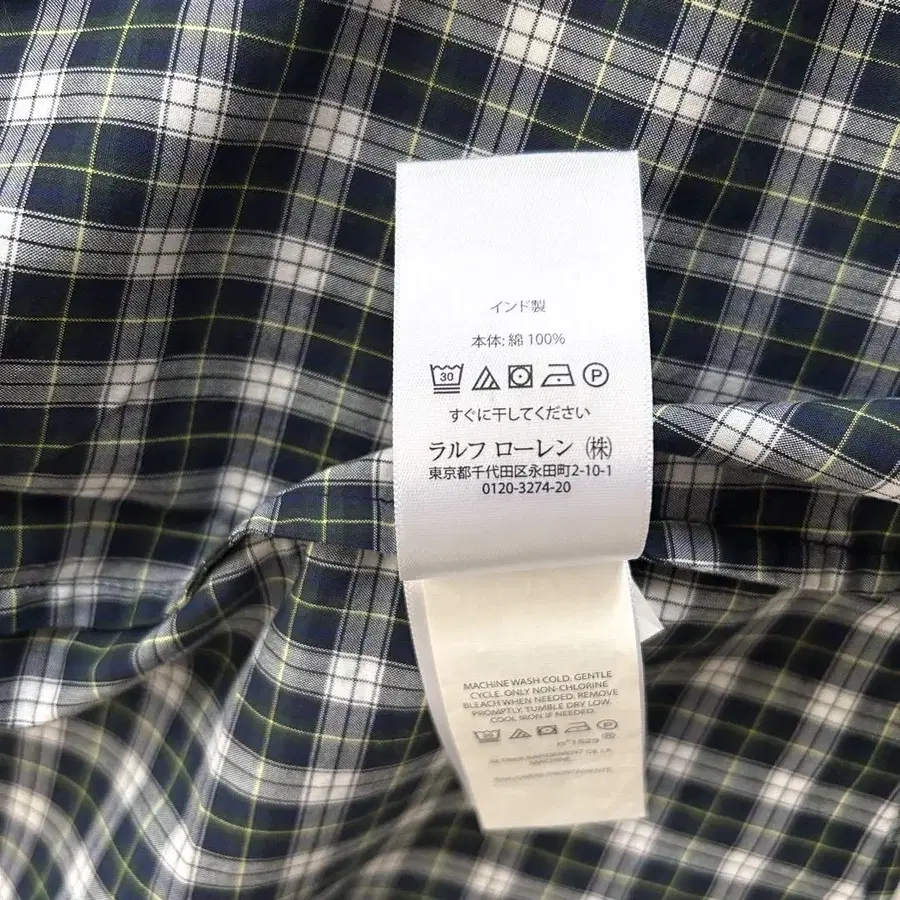 インド製
本体: 綿 100%
30 P
すぐに干してください
ラルフ ローレン (株)
東京都千代田区永田町2-10-1
0120-3274-20
MACHINE WASH COLD. GENTLE
CYCLE. ONLY NON-CHLORINE
BLEACH WHEN NEEDED. REMOVE
PROMPTLY. TUMBLE DRY LOW.
COOL IRON IF NEEDED.
MACHINE.